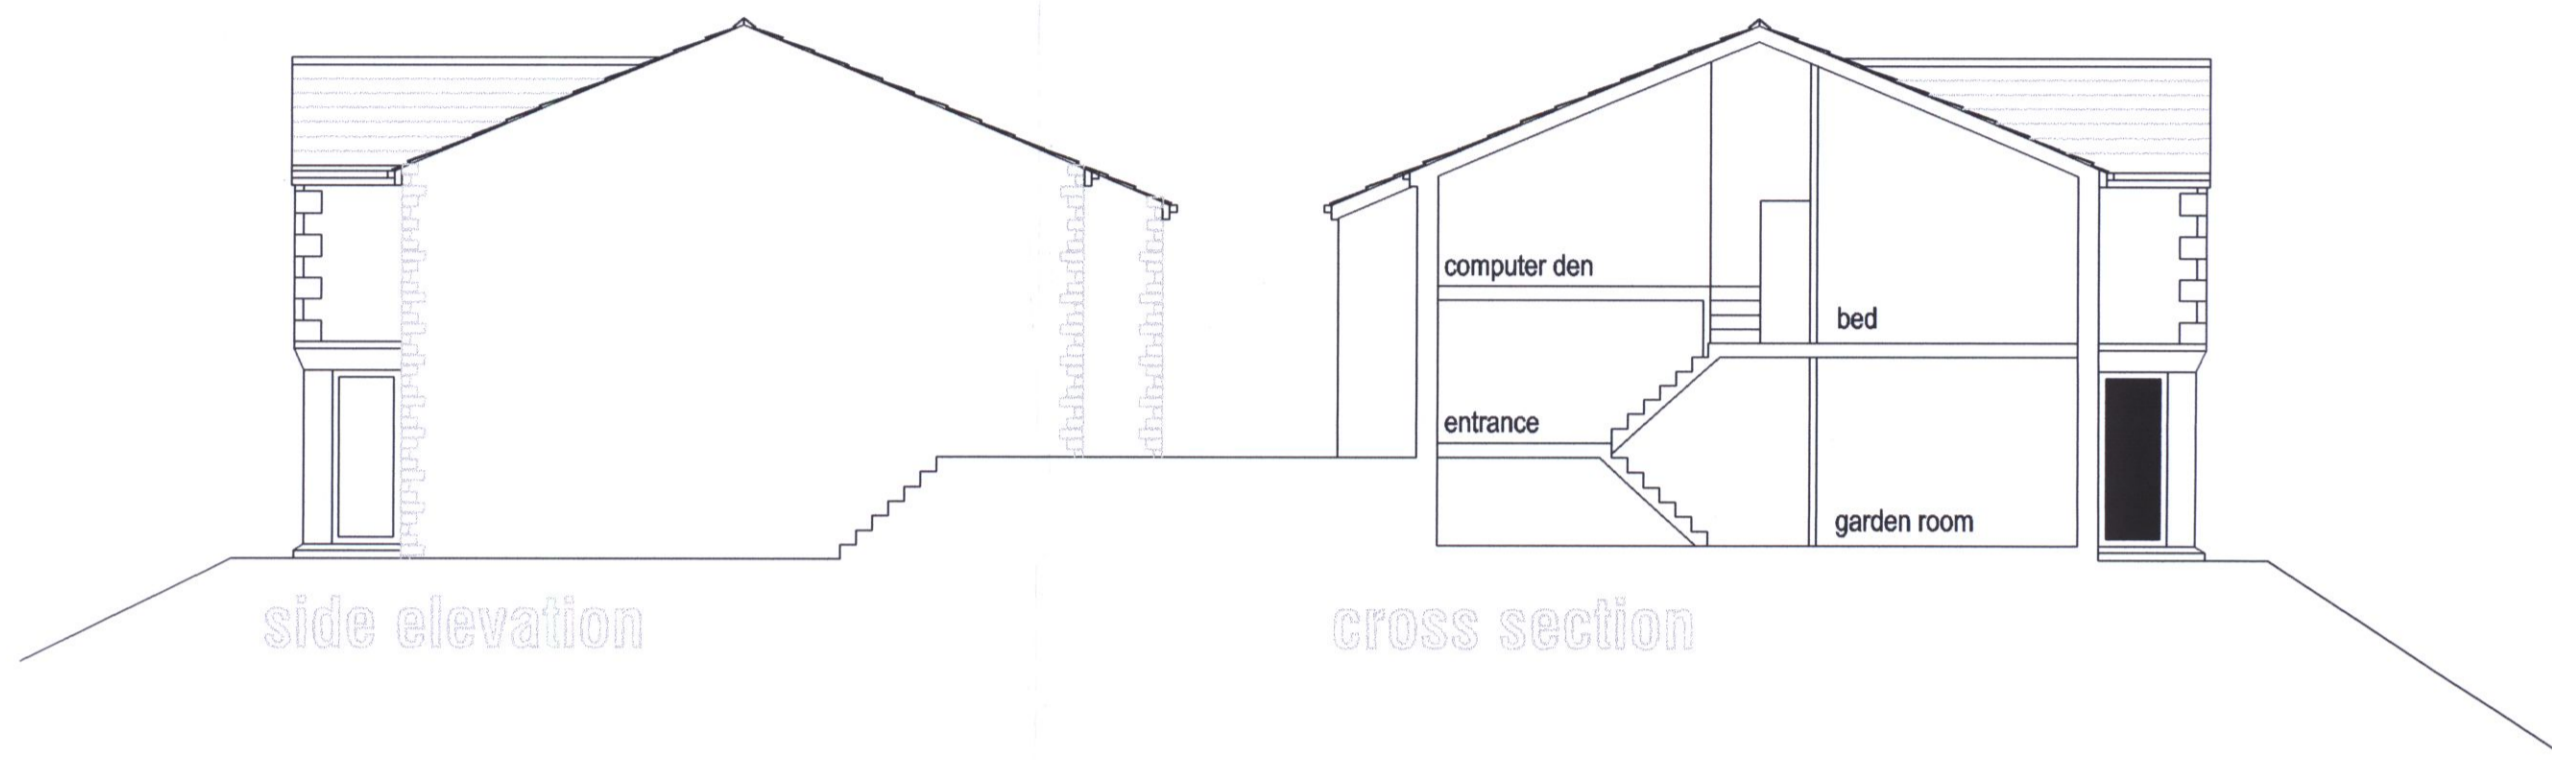 computer den
bed
entrance
garden room
side elevation
cross section